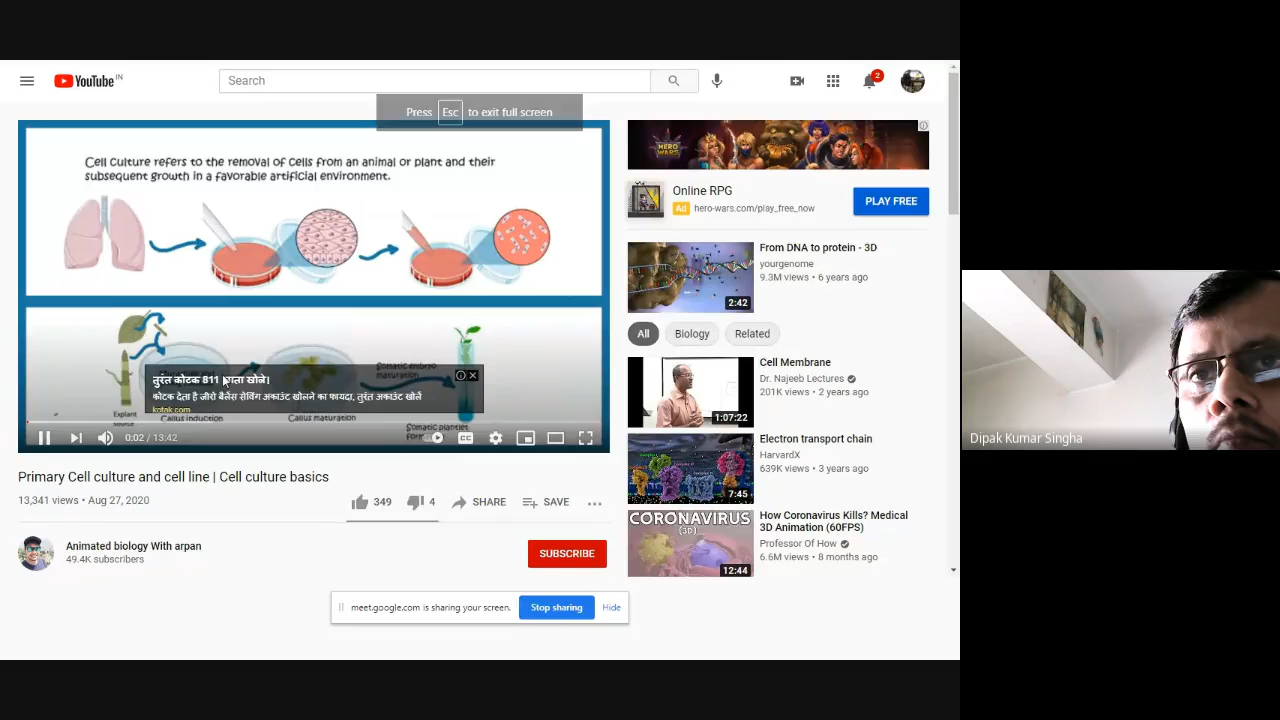 YouTube IN
Search
2
Press Esc to exit full screen
Cell Culture refers to the removal of cells from an animal or plant and their
subsequent growth in a favorable artificial environment.
Explant
source
Callus induction
Callus maturation
Somatic embryo
maturation
तुरंत कोटक 811 खाता खोलें।
कोटक देता है जीरो बैलेंस सेविंग अकाउंट खोलने का फायदा, तुरंत अकाउंट खोलें
kotak.com
0:02 / 13:42
CC
Primary Cell culture and cell line | Cell culture basics
13,341 views • Aug 27, 2020
349
4
SHARE
SAVE
Animated biology With arpan
49.4K subscribers
SUBSCRIBE
HERO
WARS
Online RPG
Ad hero-wars.com/play_free_now
PLAY FREE
From DNA to protein - 3D
yourgenome
9.3M views • 6 years ago
2:42
All
Biology
Related
Cell Membrane
Dr. Najeeb Lectures
201K views • 2 years ago
1:07:22
Electron transport chain
HarvardX
639K views • 3 years ago
7:45
CORONAVIRUS
(3D)
How Coronavirus Kills? Medical
3D Animation (60FPS)
Professor Of How
6.6M views • 8 months ago
12:44
meet.google.com is sharing your screen.
Stop sharing
Hide
Dipak Kumar Singha